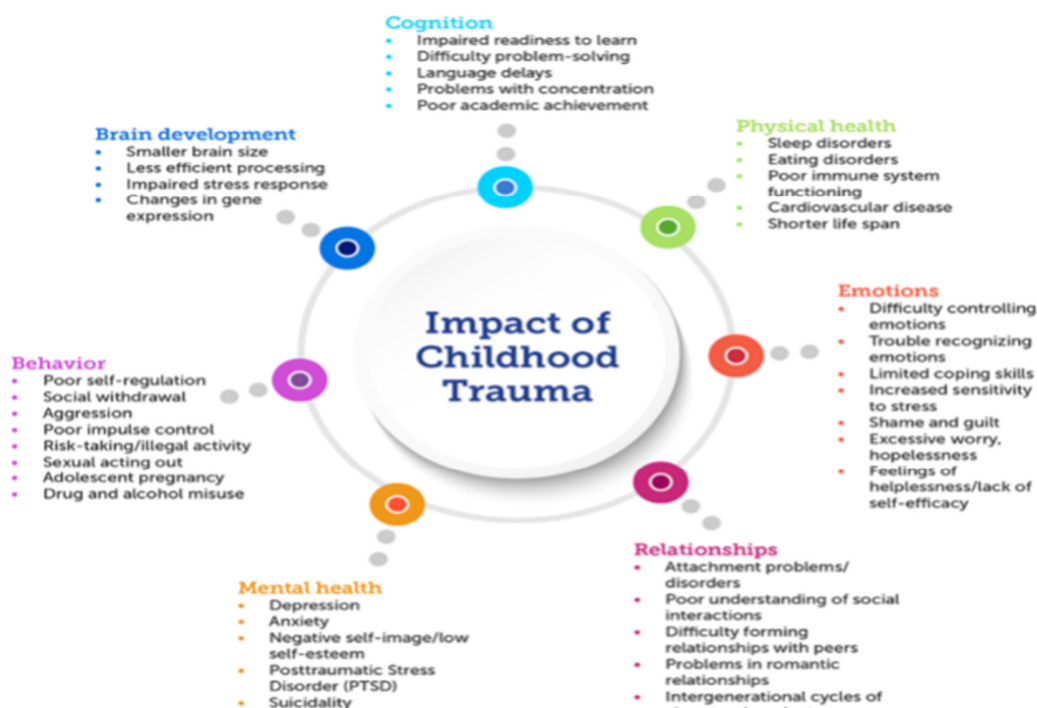 Cognition
• Impaired readiness to learn
• Difficulty problem-solving
• Language delays
• Problems with concentration
• Poor academic achievement
Brain development
• Smaller brain size
• Less efficient processing
• Impaired stress response
• Changes in gene
expression
Physical health
• Sleep disorders
• Eating disorders
• Poor immune system
functioning
• Cardiovascular disease
• Shorter life span
Impact of
Childhood
Trauma
Emotions
• Difficulty controlling
emotions
• Trouble recognizing
emotions
• Limited coping skills
• Increased sensitivity
to stress
• Shame and guilt
• Excessive worry,
hopelessness
• Feelings of
helplessness/lack of
self-efficacy
Behavior
• Poor self-regulation
• Social withdrawal
• Aggression
• Poor impulse control
• Risk-taking/illegal activity
• Sexual acting out
• Adolescent pregnancy
• Drug and alcohol misuse
Mental health
• Depression
• Anxiety
• Negative self-image/low
self-esteem
• Posttraumatic Stress
Disorder (PTSD)
• Suicidality
Relationships
• Attachment problems/
disorders
• Poor understanding of social
interactions
• Difficulty forming
relationships with peers
• Problems in romantic
relationships
• Intergenerational cycles of